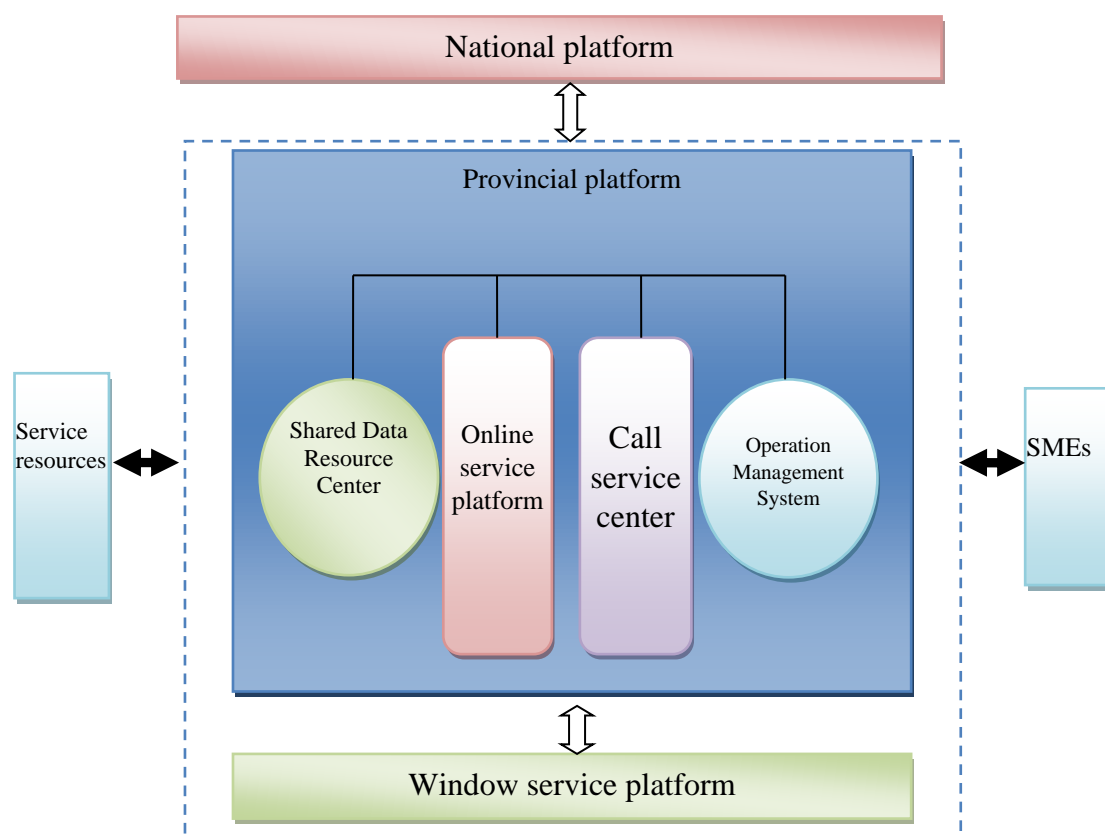 National platform
Provincial platform
Service
resources
Shared Data
Resource
Center
Online
service
platform
Call
service
center
Operation
Management
System
SMEs
Window service platform